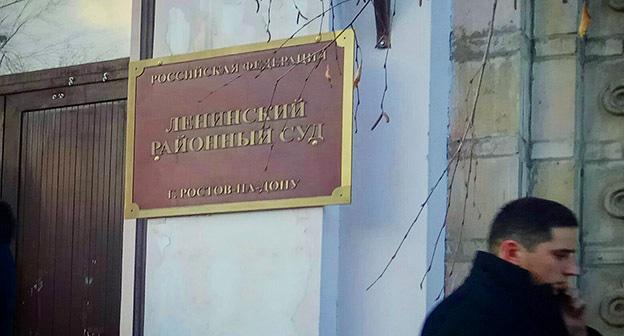 РОССИЙСКАЯ ФЕДЕРАЦИЯ
ЛЕНИНСКИЙ
РАЙОННЫЙ СУД
Г. РОСТОВ-НА-ДОНУ